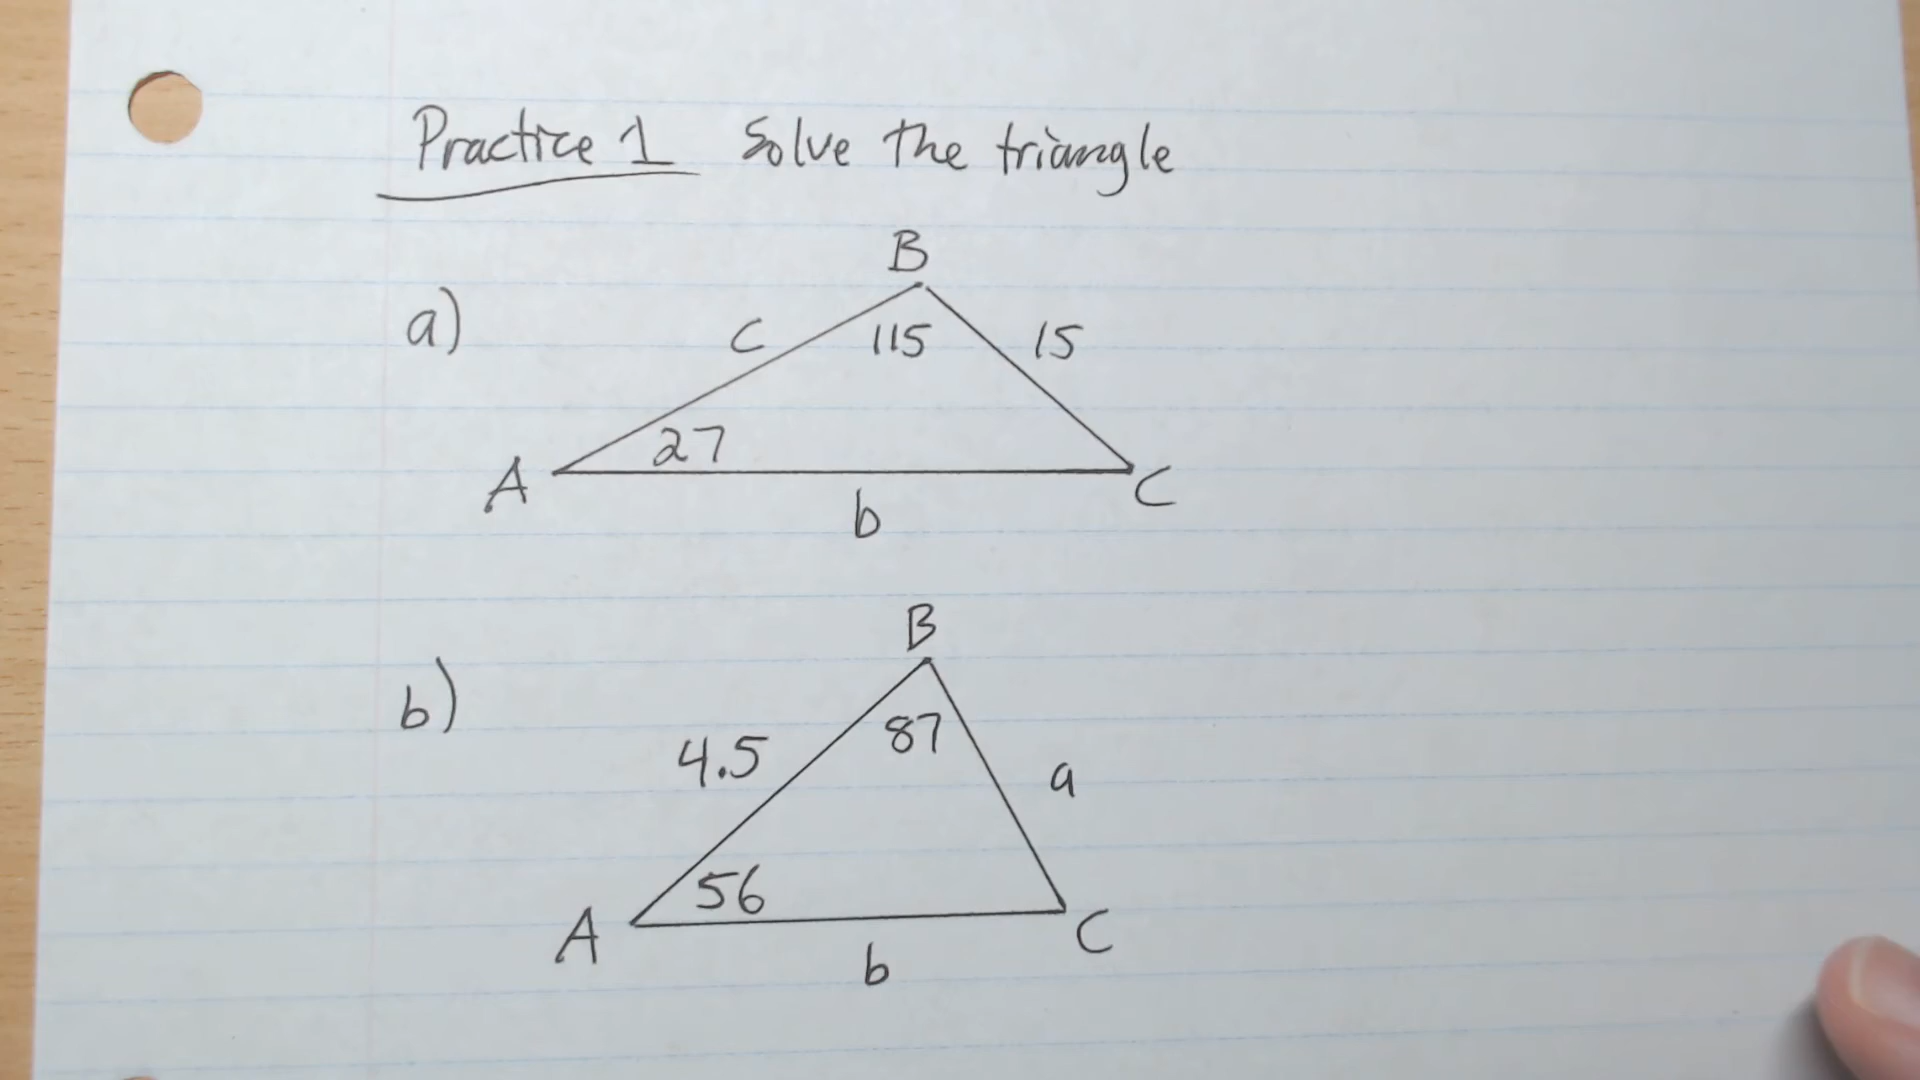 Practice 1 Solve the triangle
B
a)
c 115 15
27
A C
b
B
b)
87
4.5 a
56
A C
b